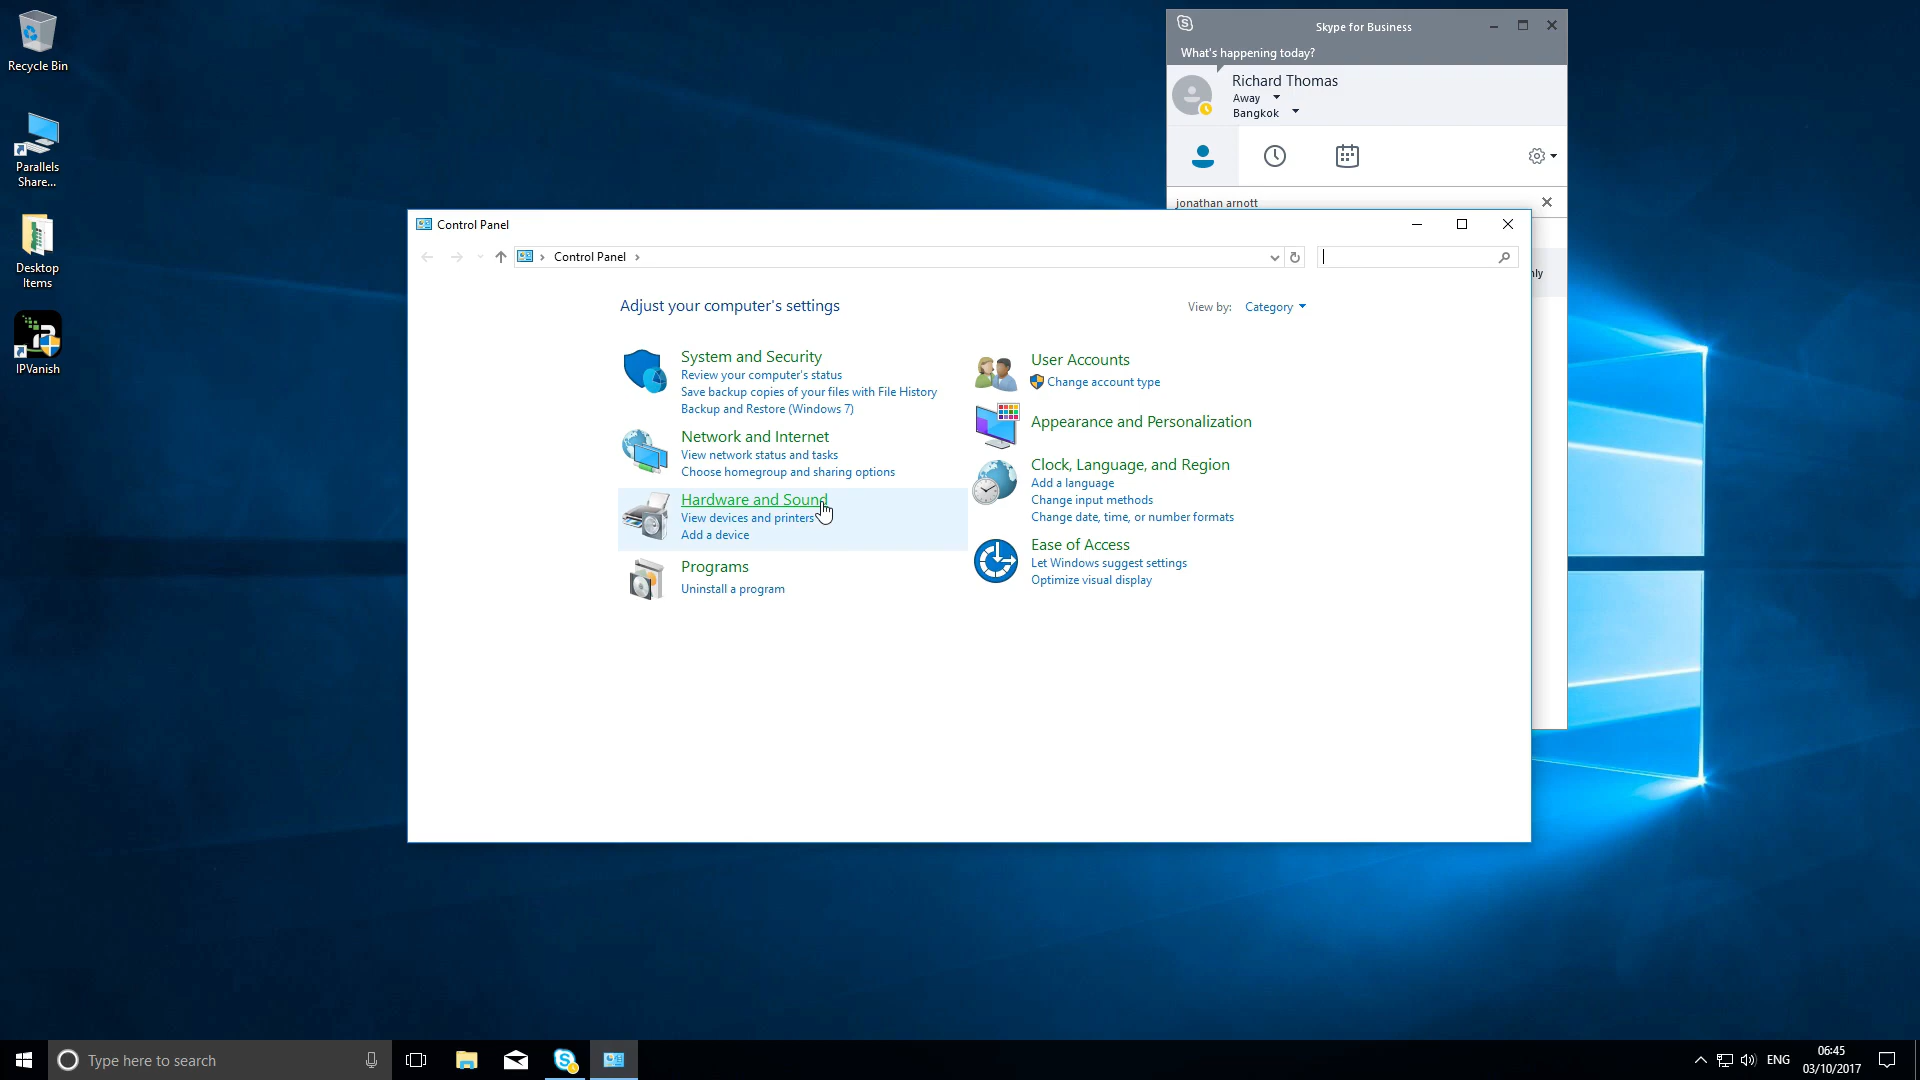 Recycle Bin
Parallels
Share...
Desktop
Items
IPVanish
Skype for Business
What's happening today?
Richard Thomas
Away
Bangkok
jonathan arnott
Control Panel
Control Panel
Adjust your computer's settings
View by: Category
System and Security
Review your computer's status
Save backup copies of your files with File History
Backup and Restore (Windows 7)
Network and Internet
View network status and tasks
Choose homegroup and sharing options
Hardware and Sound
View devices and printers
Add a device
Programs
Uninstall a program
User Accounts
Change account type
Appearance and Personalization
Clock, Language, and Region
Add a language
Change input methods
Change date, time, or number formats
Ease of Access
Let Windows suggest settings
Optimize visual display
Type here to search
ENG
06:45
03/10/2017